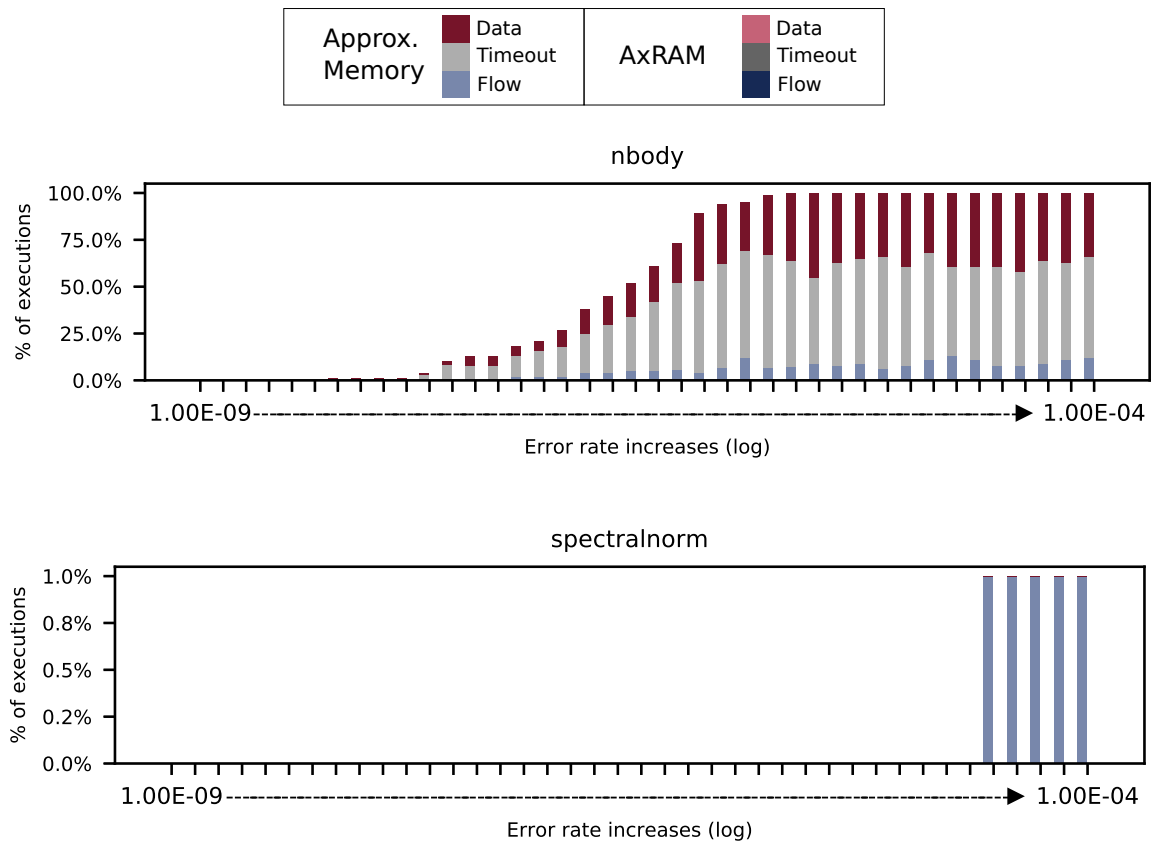 Approx.
Memory
Data
Timeout
Flow
AxRAM
Data
Timeout
Flow
nbody
% of executions
100.0%
75.0%
50.0%
25.0%
0.0%
1.00E-09
1.00E-04
Error rate increases (log)
spectralnorm
% of executions
1.0%
0.8%
0.5%
0.2%
0.0%
1.00E-09
1.00E-04
Error rate increases (log)